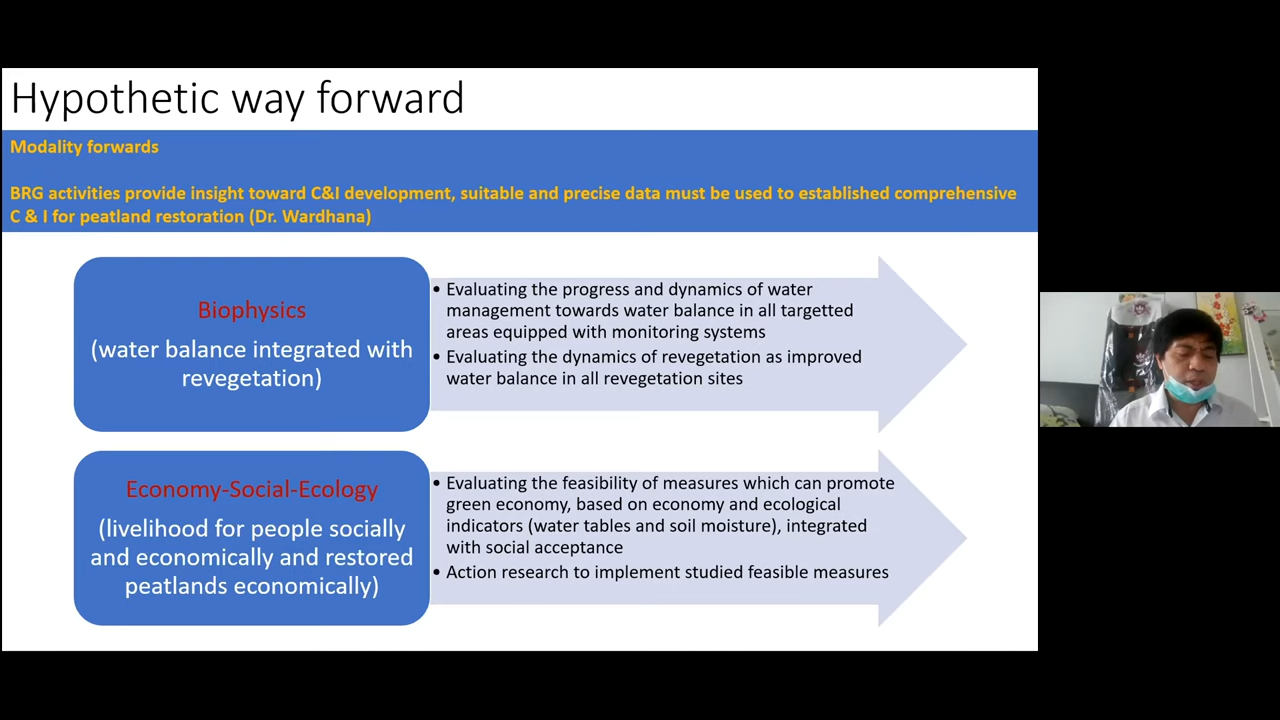 Hypothetic way forward
Modality forwards
BRG activities provide insight toward C&I development, suitable and precise data must be used to established comprehensive
C & I for peatland restoration (Dr. Wardhana)
Biophysics
(water balance integrated with
revegetation)
• Evaluating the progress and dynamics of water
management towards water balance in all targetted
areas equipped with monitoring systems
• Evaluating the dynamics of revegetation as improved
water balance in all revegetation sites
Economy-Social-Ecology
(livelihood for people socially
and economically and restored
peatlands economically)
• Evaluating the feasibility of measures which can promote
green economy, based on economy and ecological
indicators (water tables and soil moisture), integrated
with social acceptance
• Action research to implement studied feasible measures